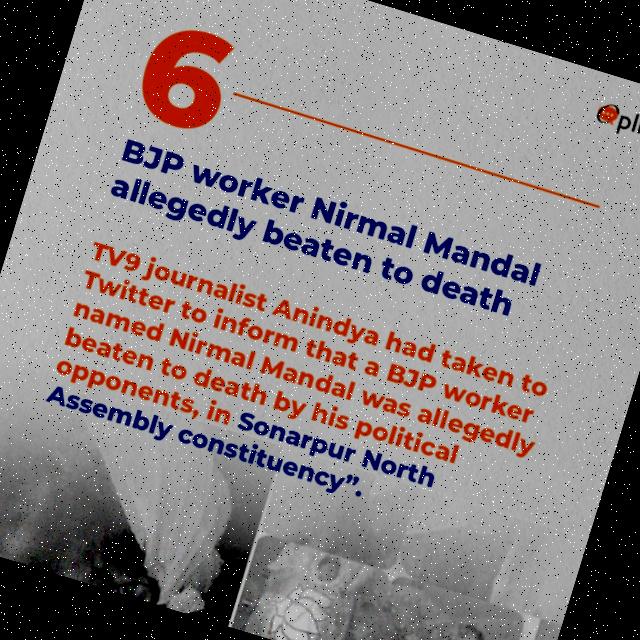 6
BJP worker Nirmal Mandal
allegedly beaten to death
TV9 journalist Anindya had taken to
Twitter to inform that a BJP worker
named Nirmal Mandal was allegedly
beaten to death by his political
opponents, in Sonarpur North
Assembly constituency”.